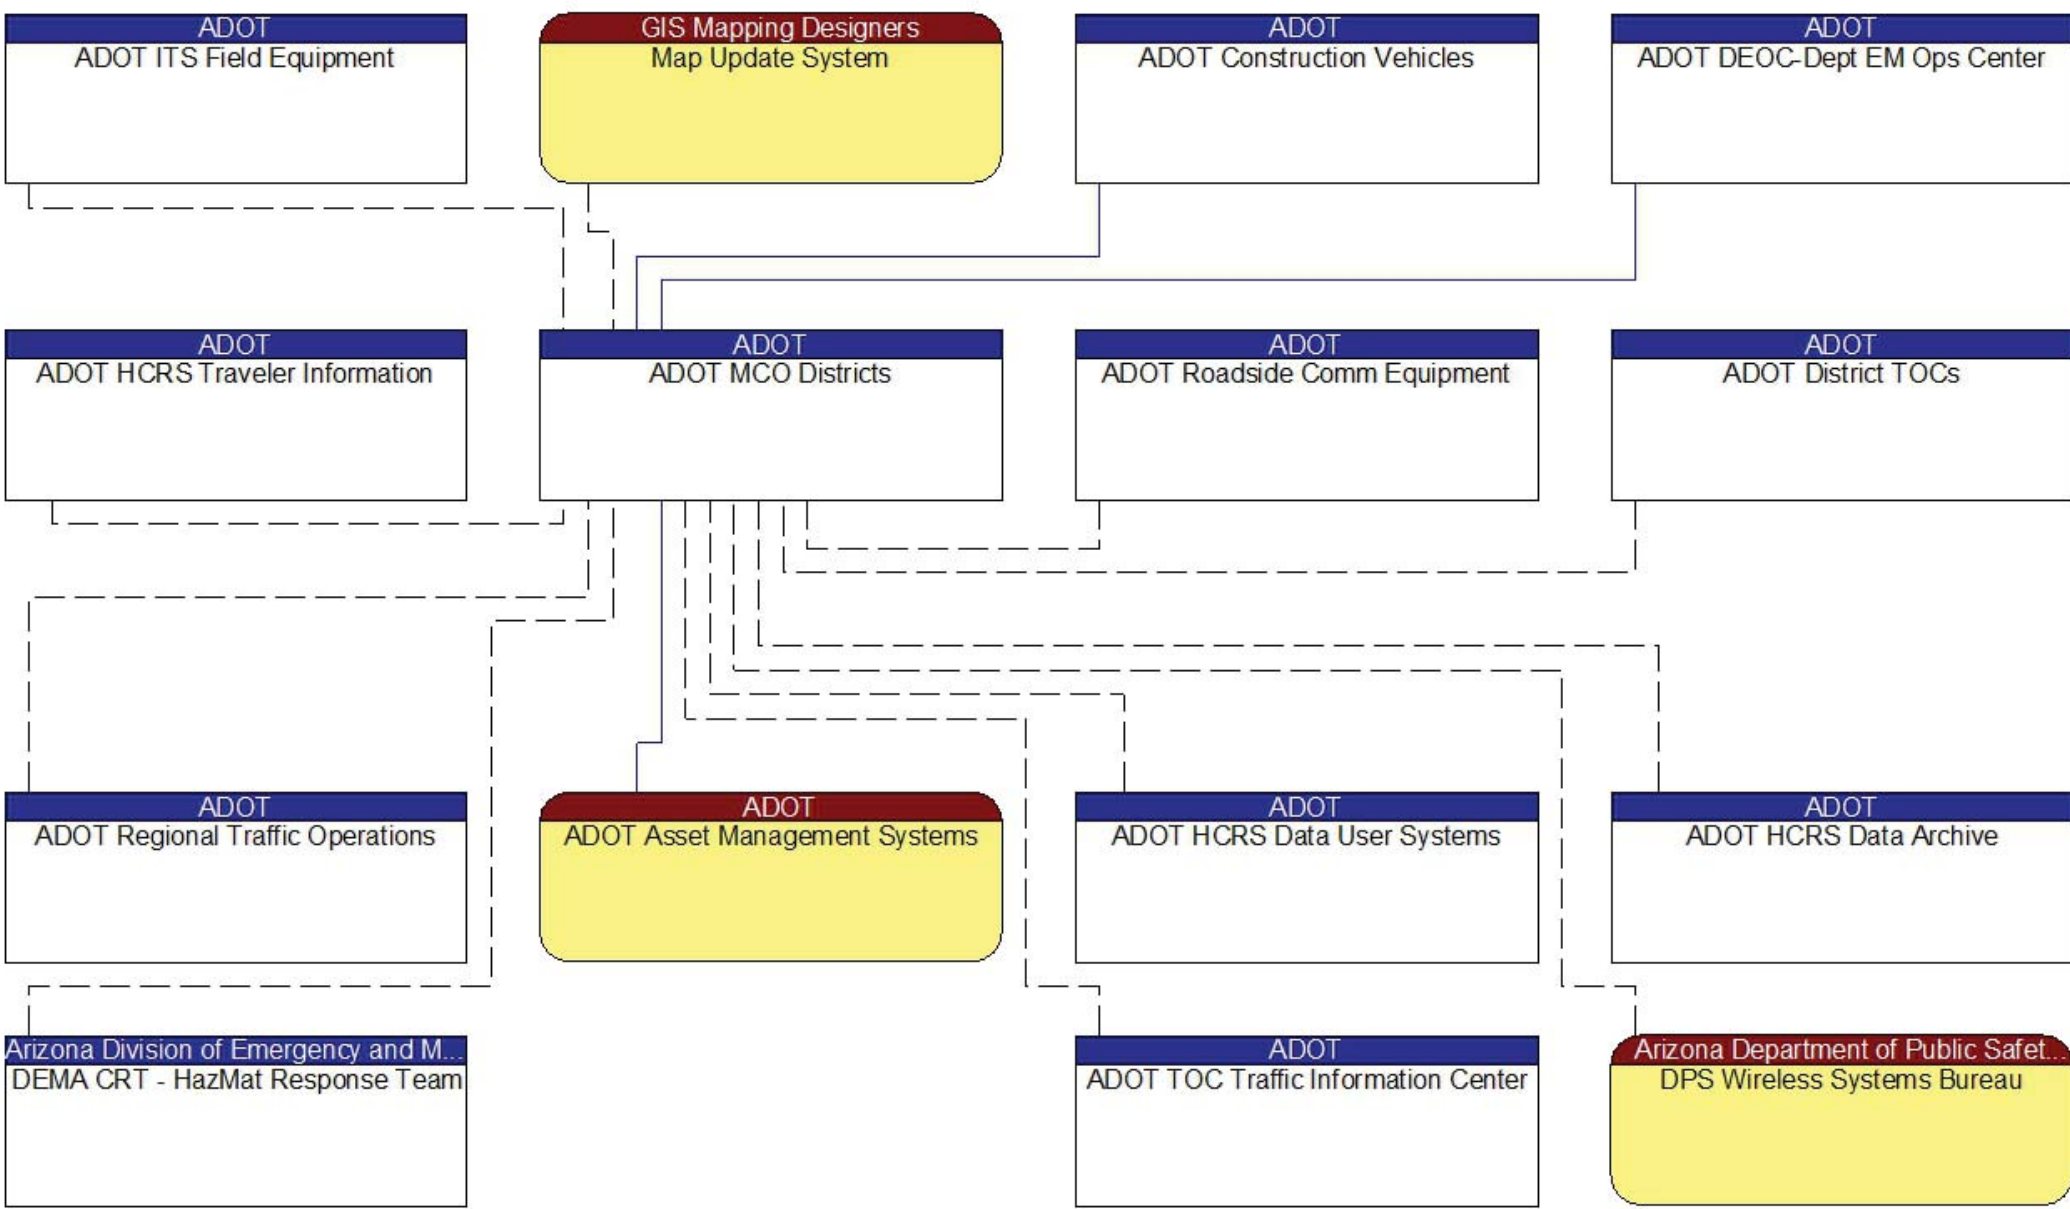 ADOT
ADOT ITS Field Equipment
GIS Mapping Designers
Map Update System
ADOT
ADOT Construction Vehicles
ADOT
ADOT DEOC-Dept EM Ops Center
ADOT
ADOT HCRS Traveler Information
ADOT
ADOT MCO Districts
ADOT
ADOT Roadside Comm Equipment
ADOT
ADOT District TOCs
ADOT
ADOT Regional Traffic Operations
ADOT
ADOT Asset Management Systems
ADOT
ADOT HCRS Data User Systems
ADOT
ADOT HCRS Data Archive
Arizona Division of Emergency and M...
DEMA CRT - HazMat Response Team
ADOT
ADOT TOC Traffic Information Center
Arizona Department of Public Safet...
DPS Wireless Systems Bureau